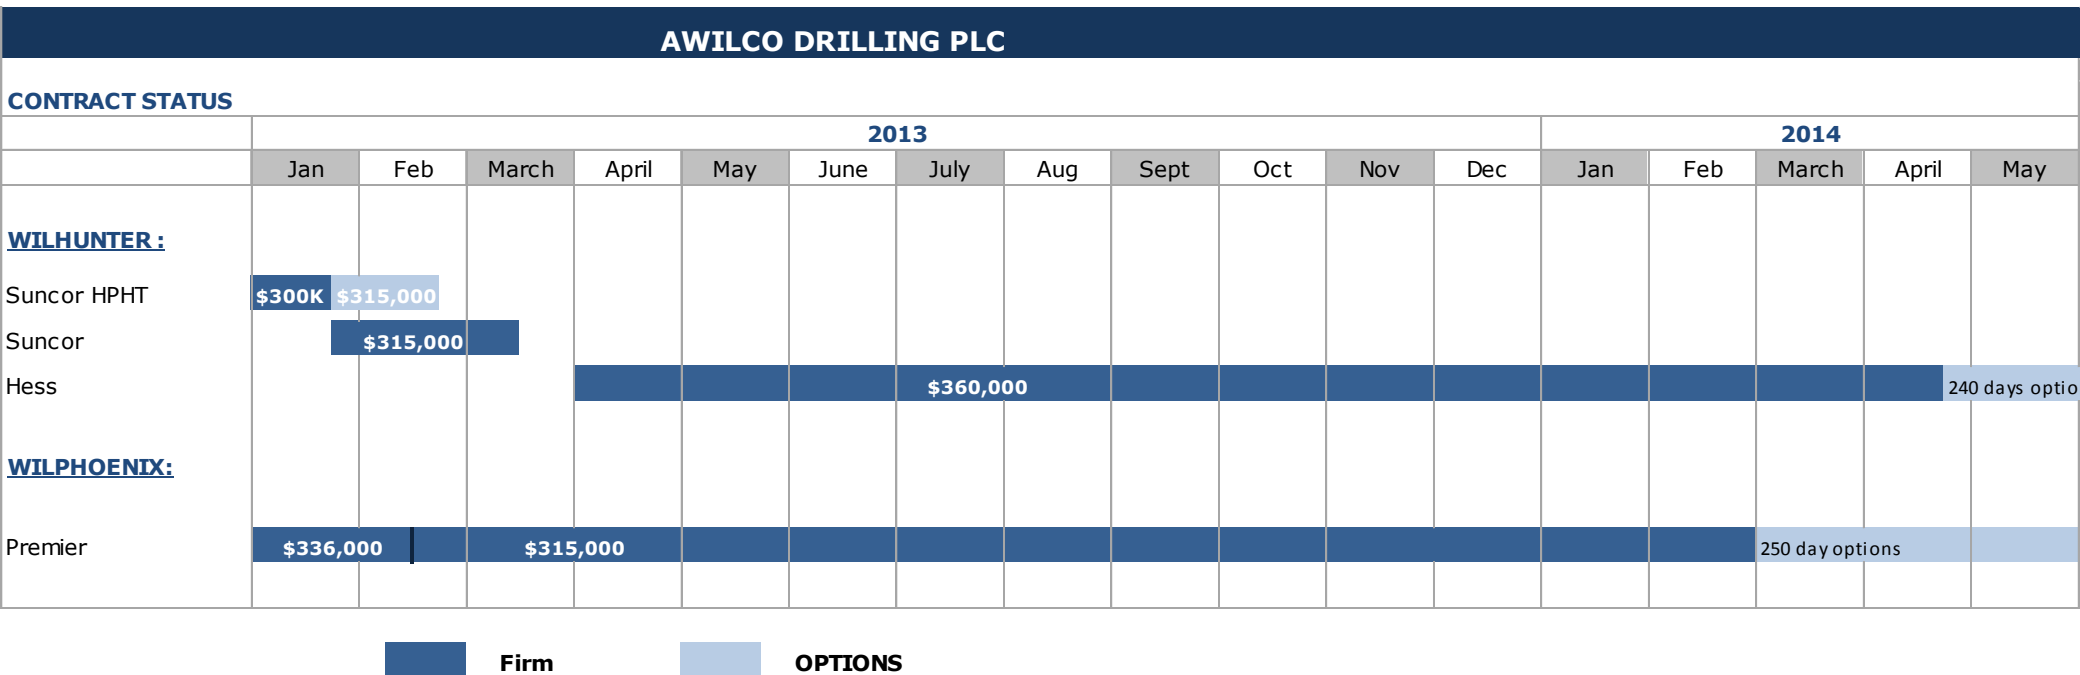 AWILCO DRILLING PLC
CONTRACT STATUS
2013 2014
Jan Feb March April May June July Aug Sept Oct Nov Dec Jan Feb March April May
WILHUNTER :
Suncor HPHT $300K $315,000
Suncor $315,000
Hess $360,000 240 days optio
WILPHOENIX:
Premier $336,000 $315,000 250 day options
Firm OPTIONS